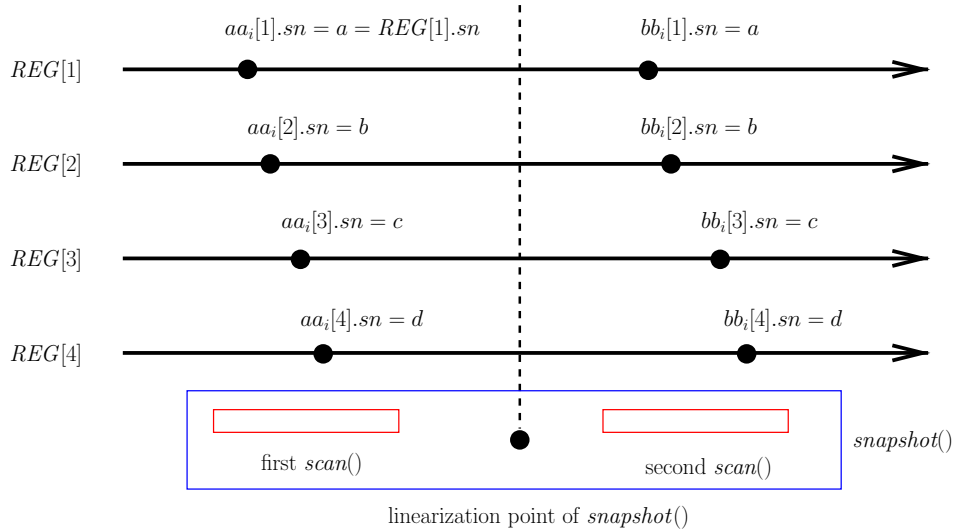 aa_i[1].sn = a = REG[1].sn bb_i[1].sn = a
REG[1]
aa_i[2].sn = b bb_i[2].sn = b
REG[2]
aa_i[3].sn = c bb_i[3].sn = c
REG[3]
aa_i[4].sn = d bb_i[4].sn = d
REG[4]
snapshot()
first scan() second scan()
linearization point of snapshot()